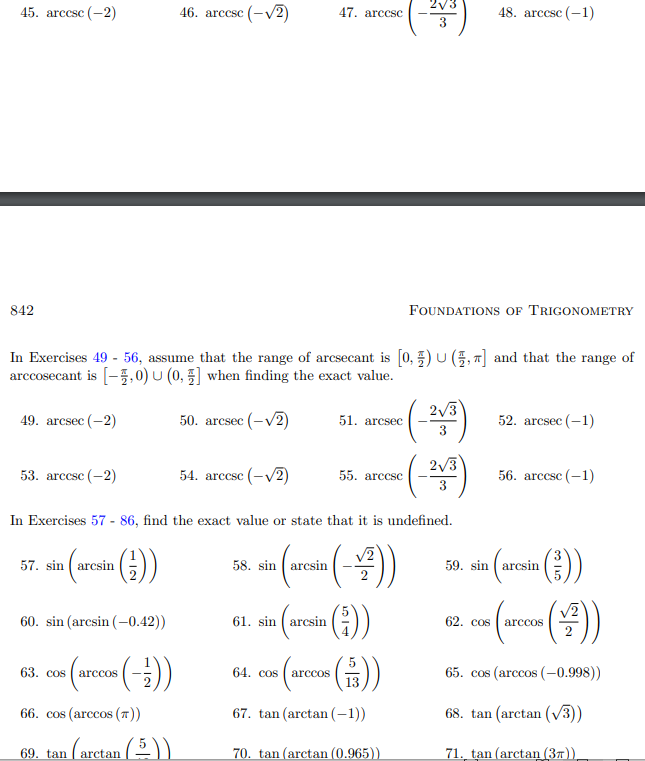 45. arccsc (−2) 46. arccsc (−√2) 47. arccsc (−2√3/3) 48. arccsc (−1)
842 FOUNDATIONS OF TRIGONOMETRY
In Exercises 49 - 56, assume that the range of arcsecant is [0, π/2) ∪ (π/2, π] and that the range of
arccosecant is [−π/2, 0) ∪ (0, π/2] when finding the exact value.
49. arcsec (−2) 50. arcsec (−√2) 51. arcsec (−2√3/3) 52. arcsec (−1)
53. arccsc (−2) 54. arccsc (−√2) 55. arccsc (−2√3/3) 56. arccsc (−1)
In Exercises 57 - 86, find the exact value or state that it is undefined.
57. sin (arcsin (1/2)) 58. sin (arcsin (−√2/2)) 59. sin (arcsin (3/5))
60. sin (arcsin (−0.42)) 61. sin (arcsin (5/4)) 62. cos (arccos (√2/2))
63. cos (arccos (−1/2)) 64. cos (arccos (5/13)) 65. cos (arccos (−0.998))
66. cos (arccos (π)) 67. tan (arctan (−1)) 68. tan (arctan (√3))
69. tan (arctan (5 70. tan (arctan (0.965)) 71. tan (arctan (3π))